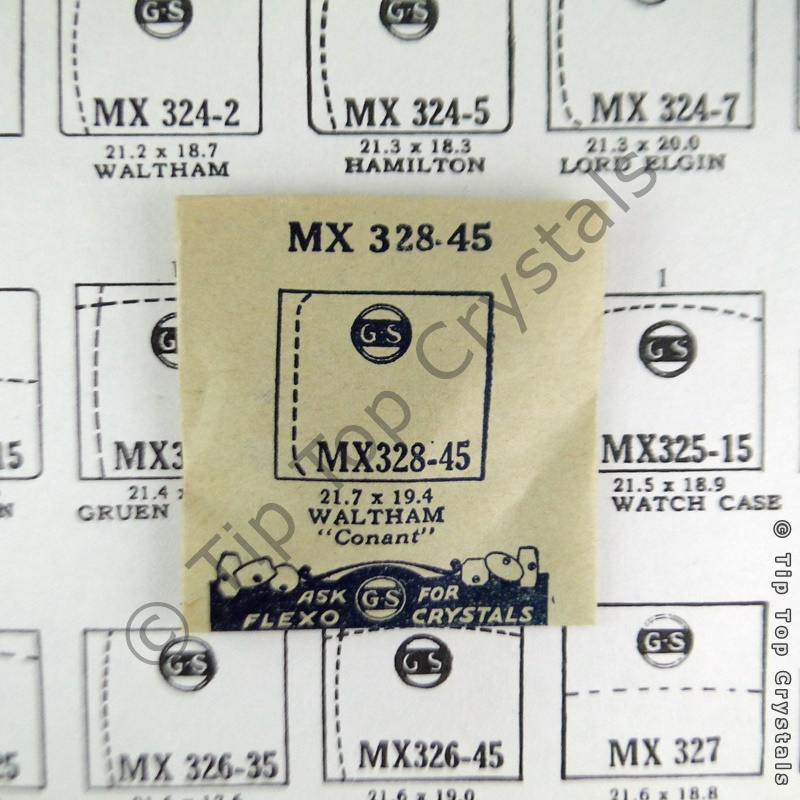 G-S
G-S
MX 324-2
MX 324-5
MX 324-7
21.2 x 18.7
21.3 x 18.3
21.3 x 20.0
WALTHAM
HAMILTON
LORD ELGIN
MX 328-45
1
G-S
G-S
MX328-45
MX325-15
21.7 x 19.4
21.5 x 18.9
WALTHAM
WATCH CASE
"Conant"
21.4
GRUEN
ASK G-S FOR
FLEXO CRYSTALS
G-S
G-S
G-S
MX 326-35
MX326-45
MX 327
21.6 x 19.0
21.6 x 18.8
© Tip Top Crystals
© Tip Top Crystals